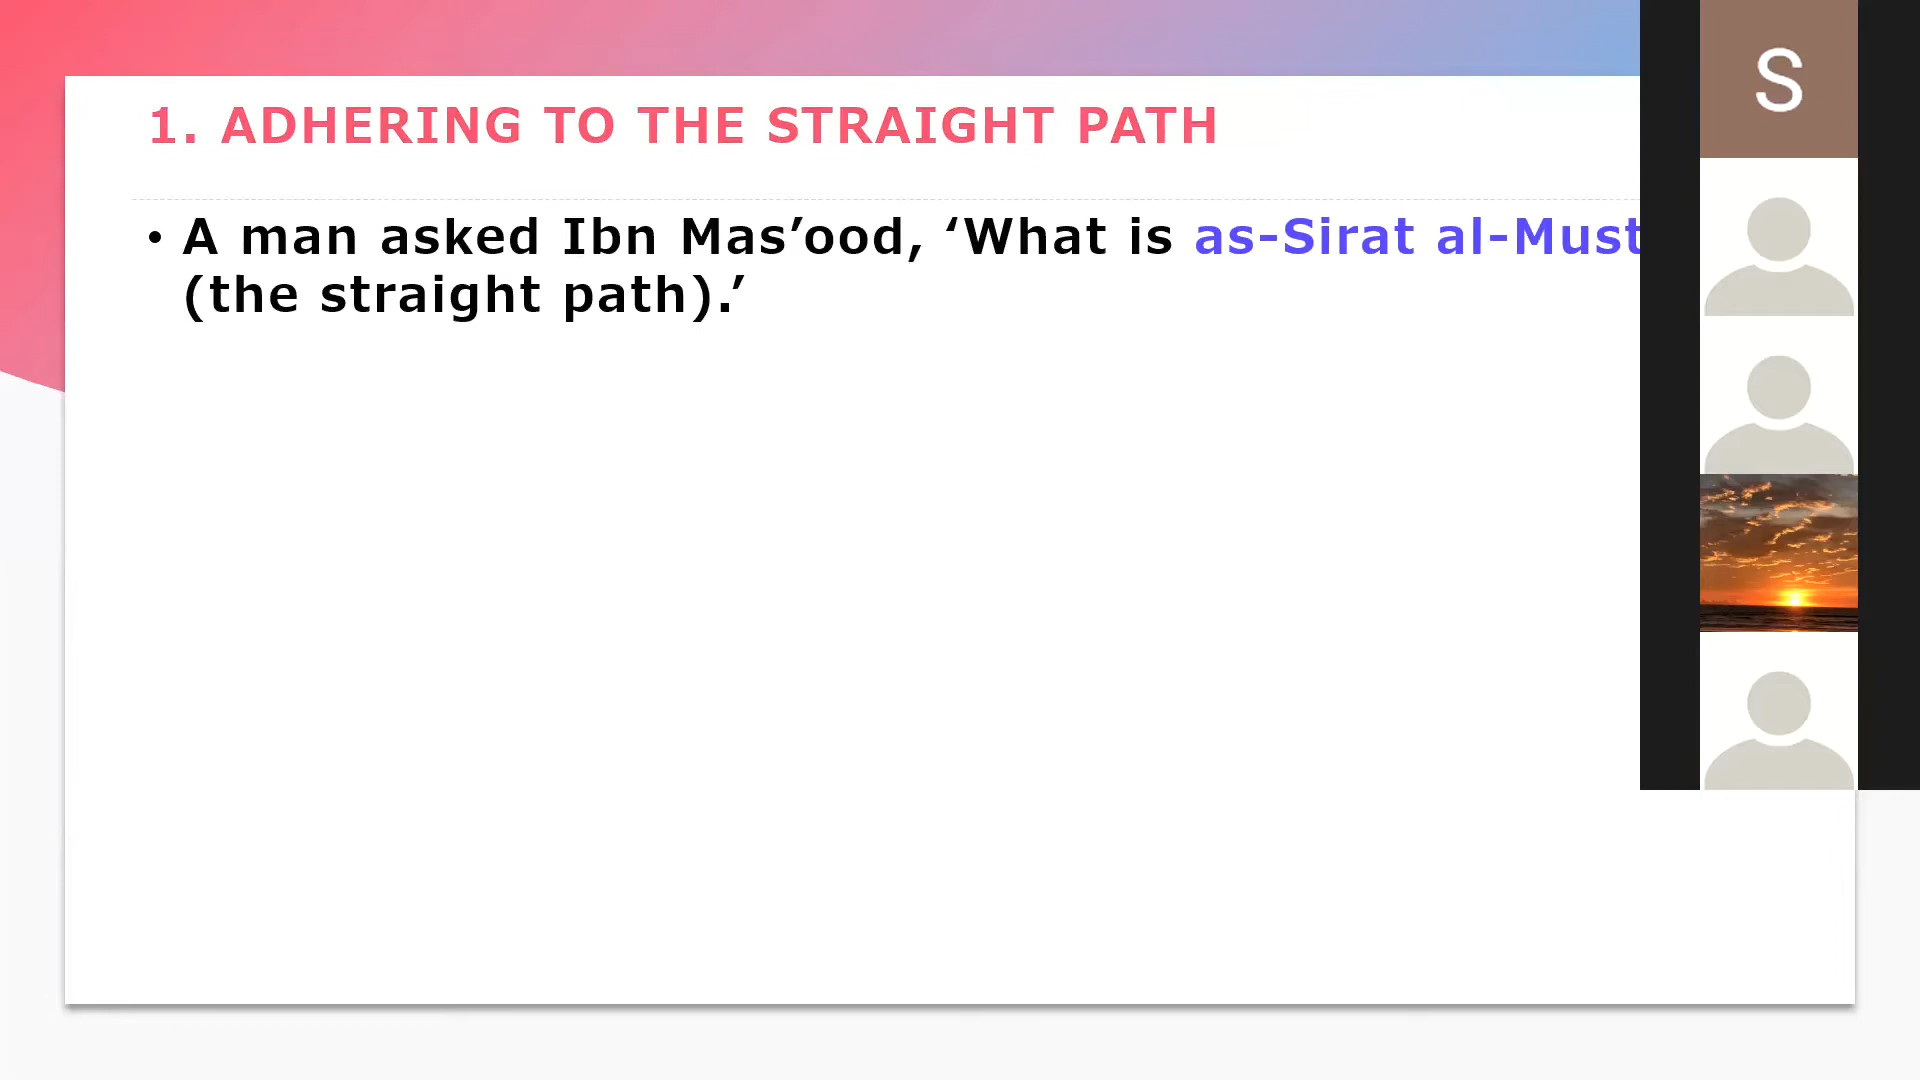 1. ADHERING TO THE STRAIGHT PATH
• A man asked Ibn Mas’ood, ‘What is as-Sirat al-Must
(the straight path).’
S